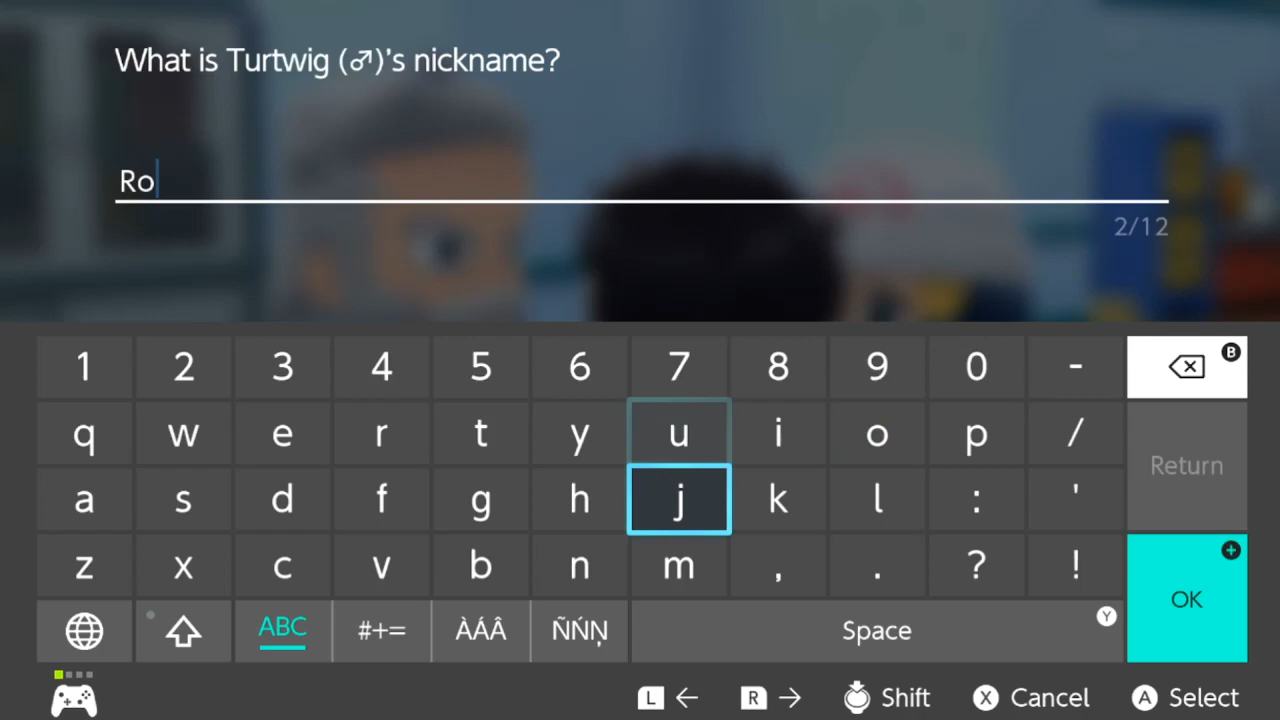 What is Turtwig (♂)'s nickname?
Ro
2/12
1 2 3 4 5 6 7 8 9 0 - B
q w e r t y u i o p /
Return
a s d f g h j k l : '
z x c v b n m , . ? ! +
OK
ABC #+= ÀÁÂ ÑŃŅ Space Y
L ← R → Shift X Cancel A Select